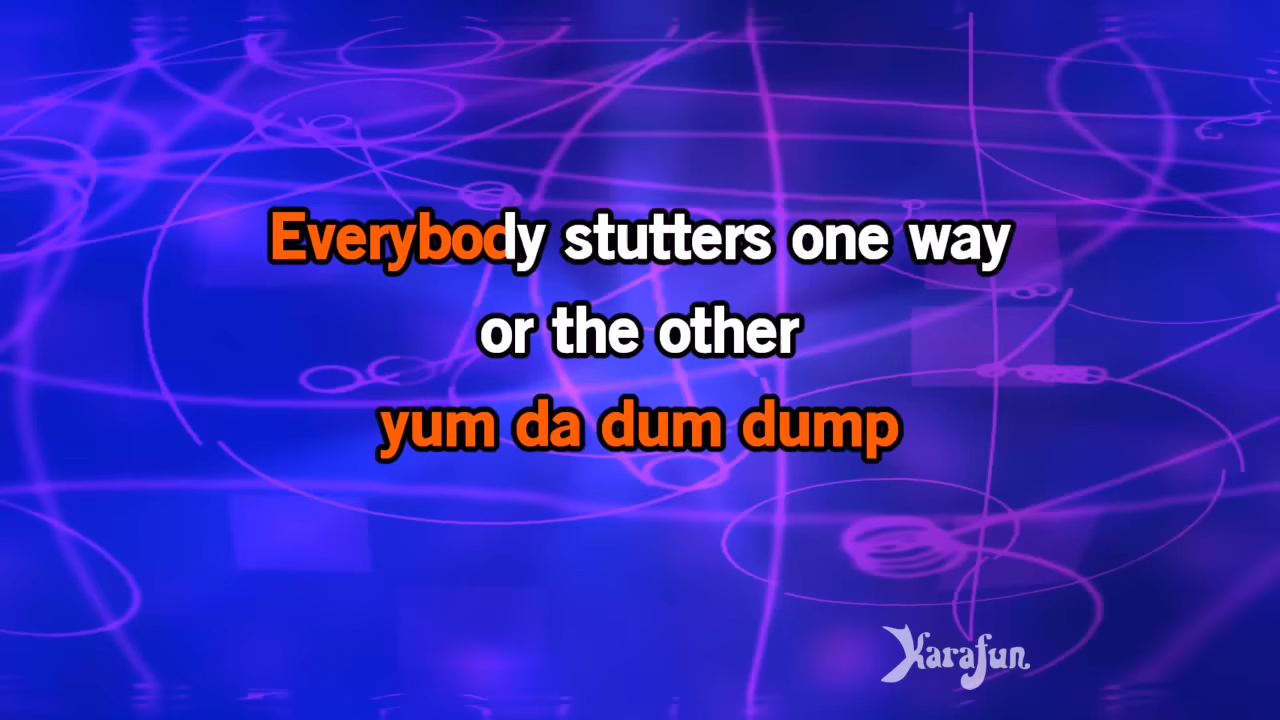 Everybody stutters one way
or the other
yum da dum dump
Karafun